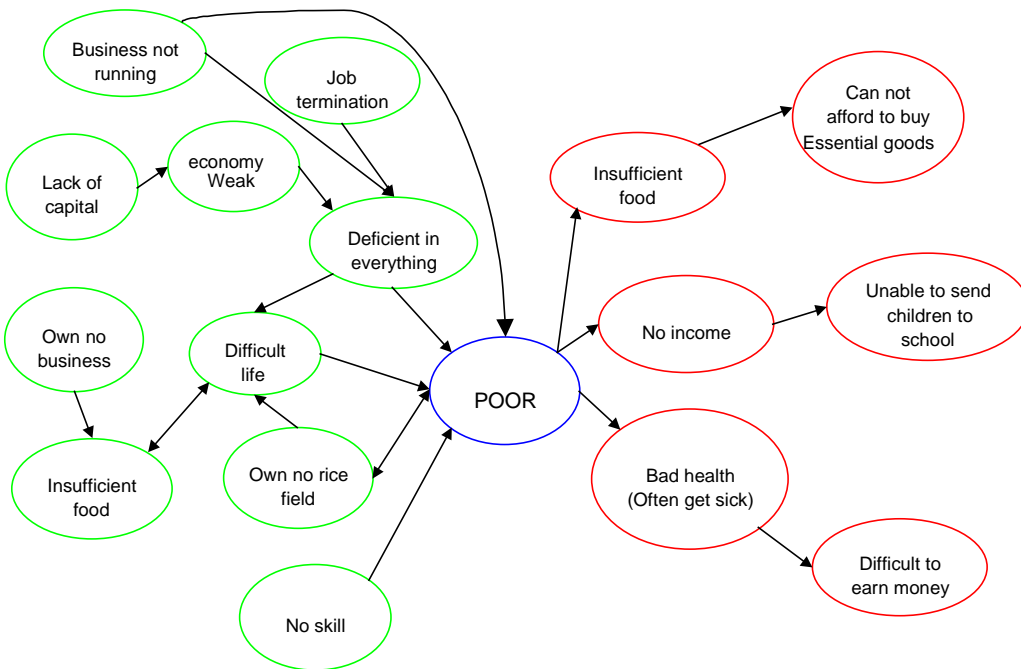 Business not
running
Job
termination
Can not
afford to buy
Essential goods
economy
Weak
Lack of
capital
Insufficient
food
Deficient in
everything
Unable to send
children to
school
Own no
business
Difficult
life
No income
POOR
Own no rice
field
Insufficient
food
Bad health
(Often get sick)
Difficult to
earn money
No skill